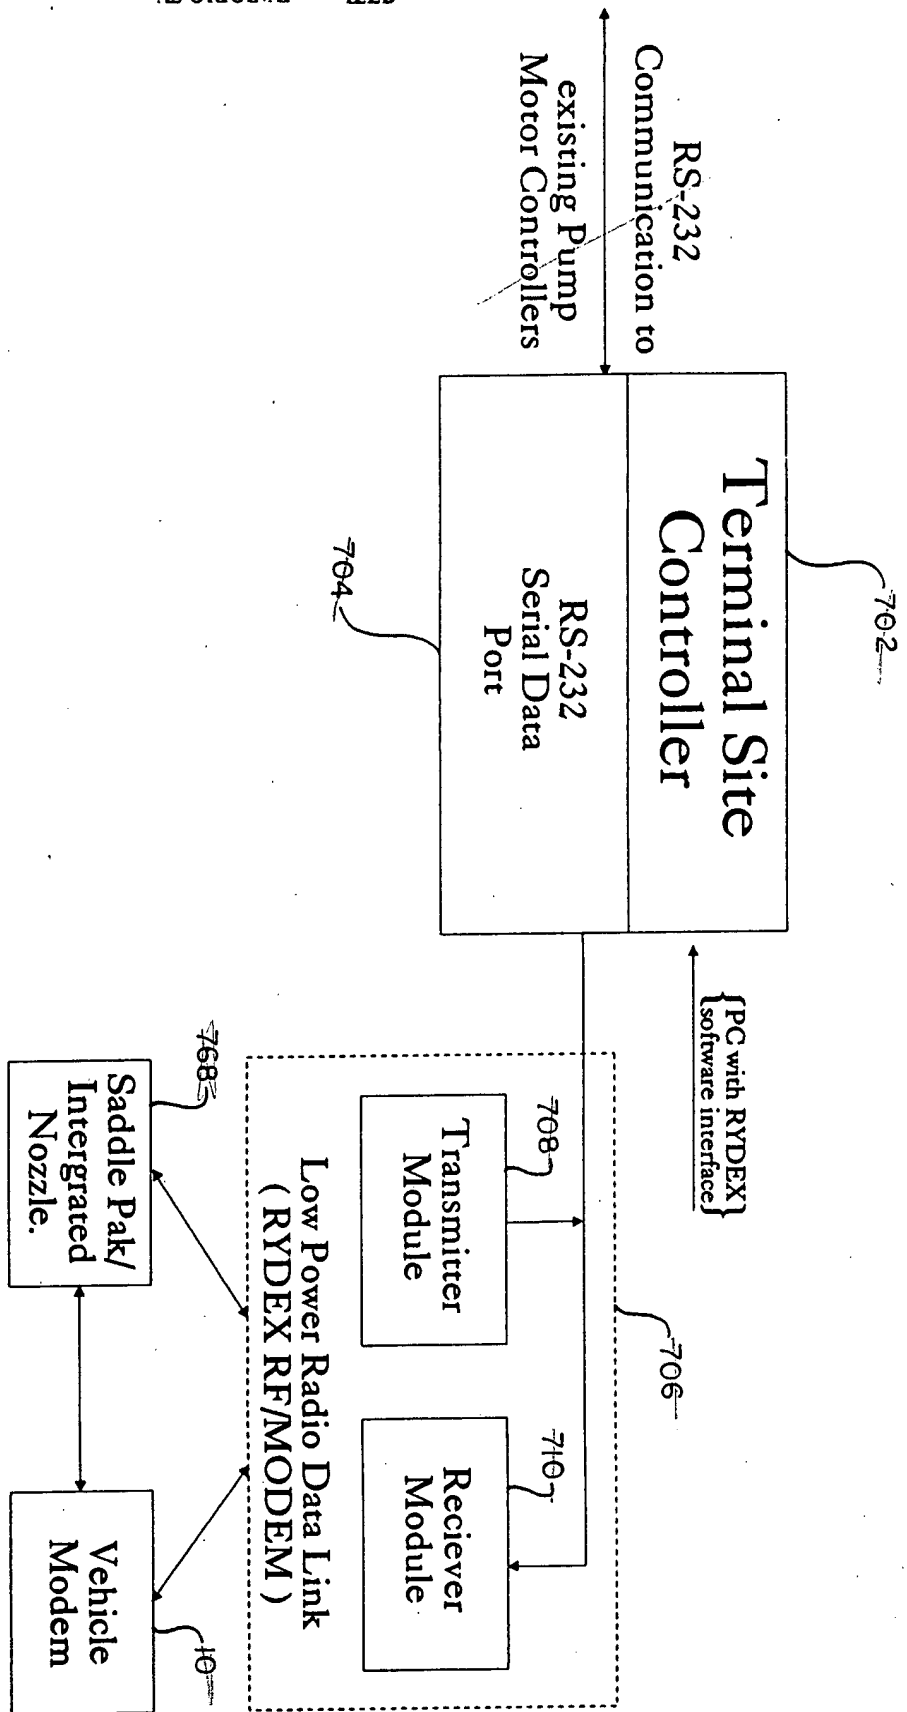 RS-232
Communication to
existing Pump
Motor Controllers
702
Terminal Site
Controller
RS-232
Serial Data
Port
704
{PC with RYDEX}
{software interface}
706
708
Transmitter
Module
710
Reciever
Module
Low Power Radio Data Link
( RYDEX RF/MODEM )
768
Saddle Pak/
Intergrated
Nozzle.
Vehicle
Modem
10